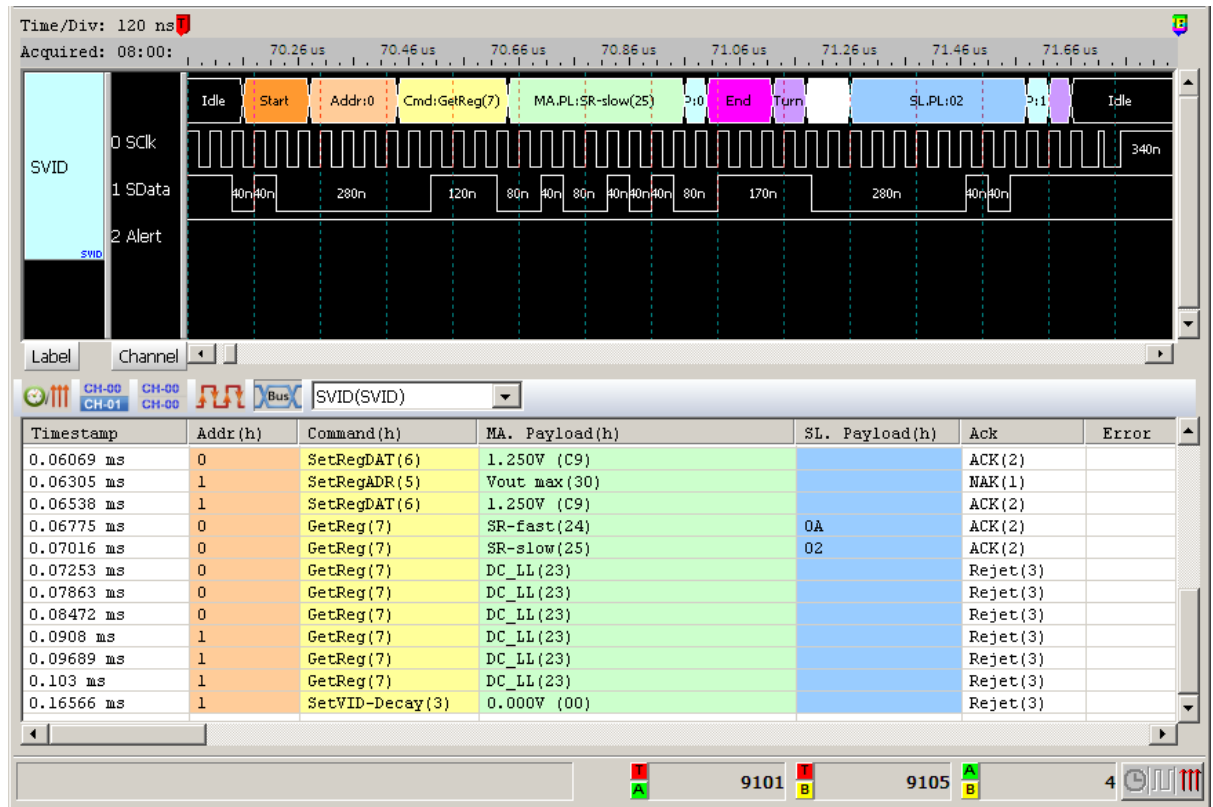 Time/Div: 120 ns T B
Acquired: 08:00: 70.26 us 70.46 us 70.66 us 70.86 us 71.06 us 71.26 us 71.46 us 71.66 us
Idle Start Addr:0 Cmd:GetReg(7) MA.PL:SR-slow(25) P:0 End Turn SL.PL:02 P:1 Idle
SVID
0 SClk 340n
1 SData 40n 40n 280n 120n 80n 40n 80n 40n 40n 40n 80n 170n 280n 40n 40n
2 Alert
SVID
Label Channel
CH-00 CH-01 CH-00 CH-00 Bus SVID(SVID)
Timestamp Addr(h) Command(h) MA. Payload(h) SL. Payload(h) Ack Error
0.06069 ms 0 SetRegDAT(6) 1.250V (C9) ACK(2)
0.06305 ms 1 SetRegADR(5) Vout max(30) NAK(1)
0.06538 ms 1 SetRegDAT(6) 1.250V (C9) ACK(2)
0.06775 ms 0 GetReg(7) SR-fast(24) 0A ACK(2)
0.07016 ms 0 GetReg(7) SR-slow(25) 02 ACK(2)
0.07253 ms 0 GetReg(7) DC_LL(23) Rejet(3)
0.07863 ms 0 GetReg(7) DC_LL(23) Rejet(3)
0.08472 ms 0 GetReg(7) DC_LL(23) Rejet(3)
0.0908 ms 1 GetReg(7) DC_LL(23) Rejet(3)
0.09689 ms 1 GetReg(7) DC_LL(23) Rejet(3)
0.103 ms 1 GetReg(7) DC_LL(23) Rejet(3)
0.16566 ms 1 SetVID-Decay(3) 0.000V (00) Rejet(3)
T A 9101 T B 9105 A B 4